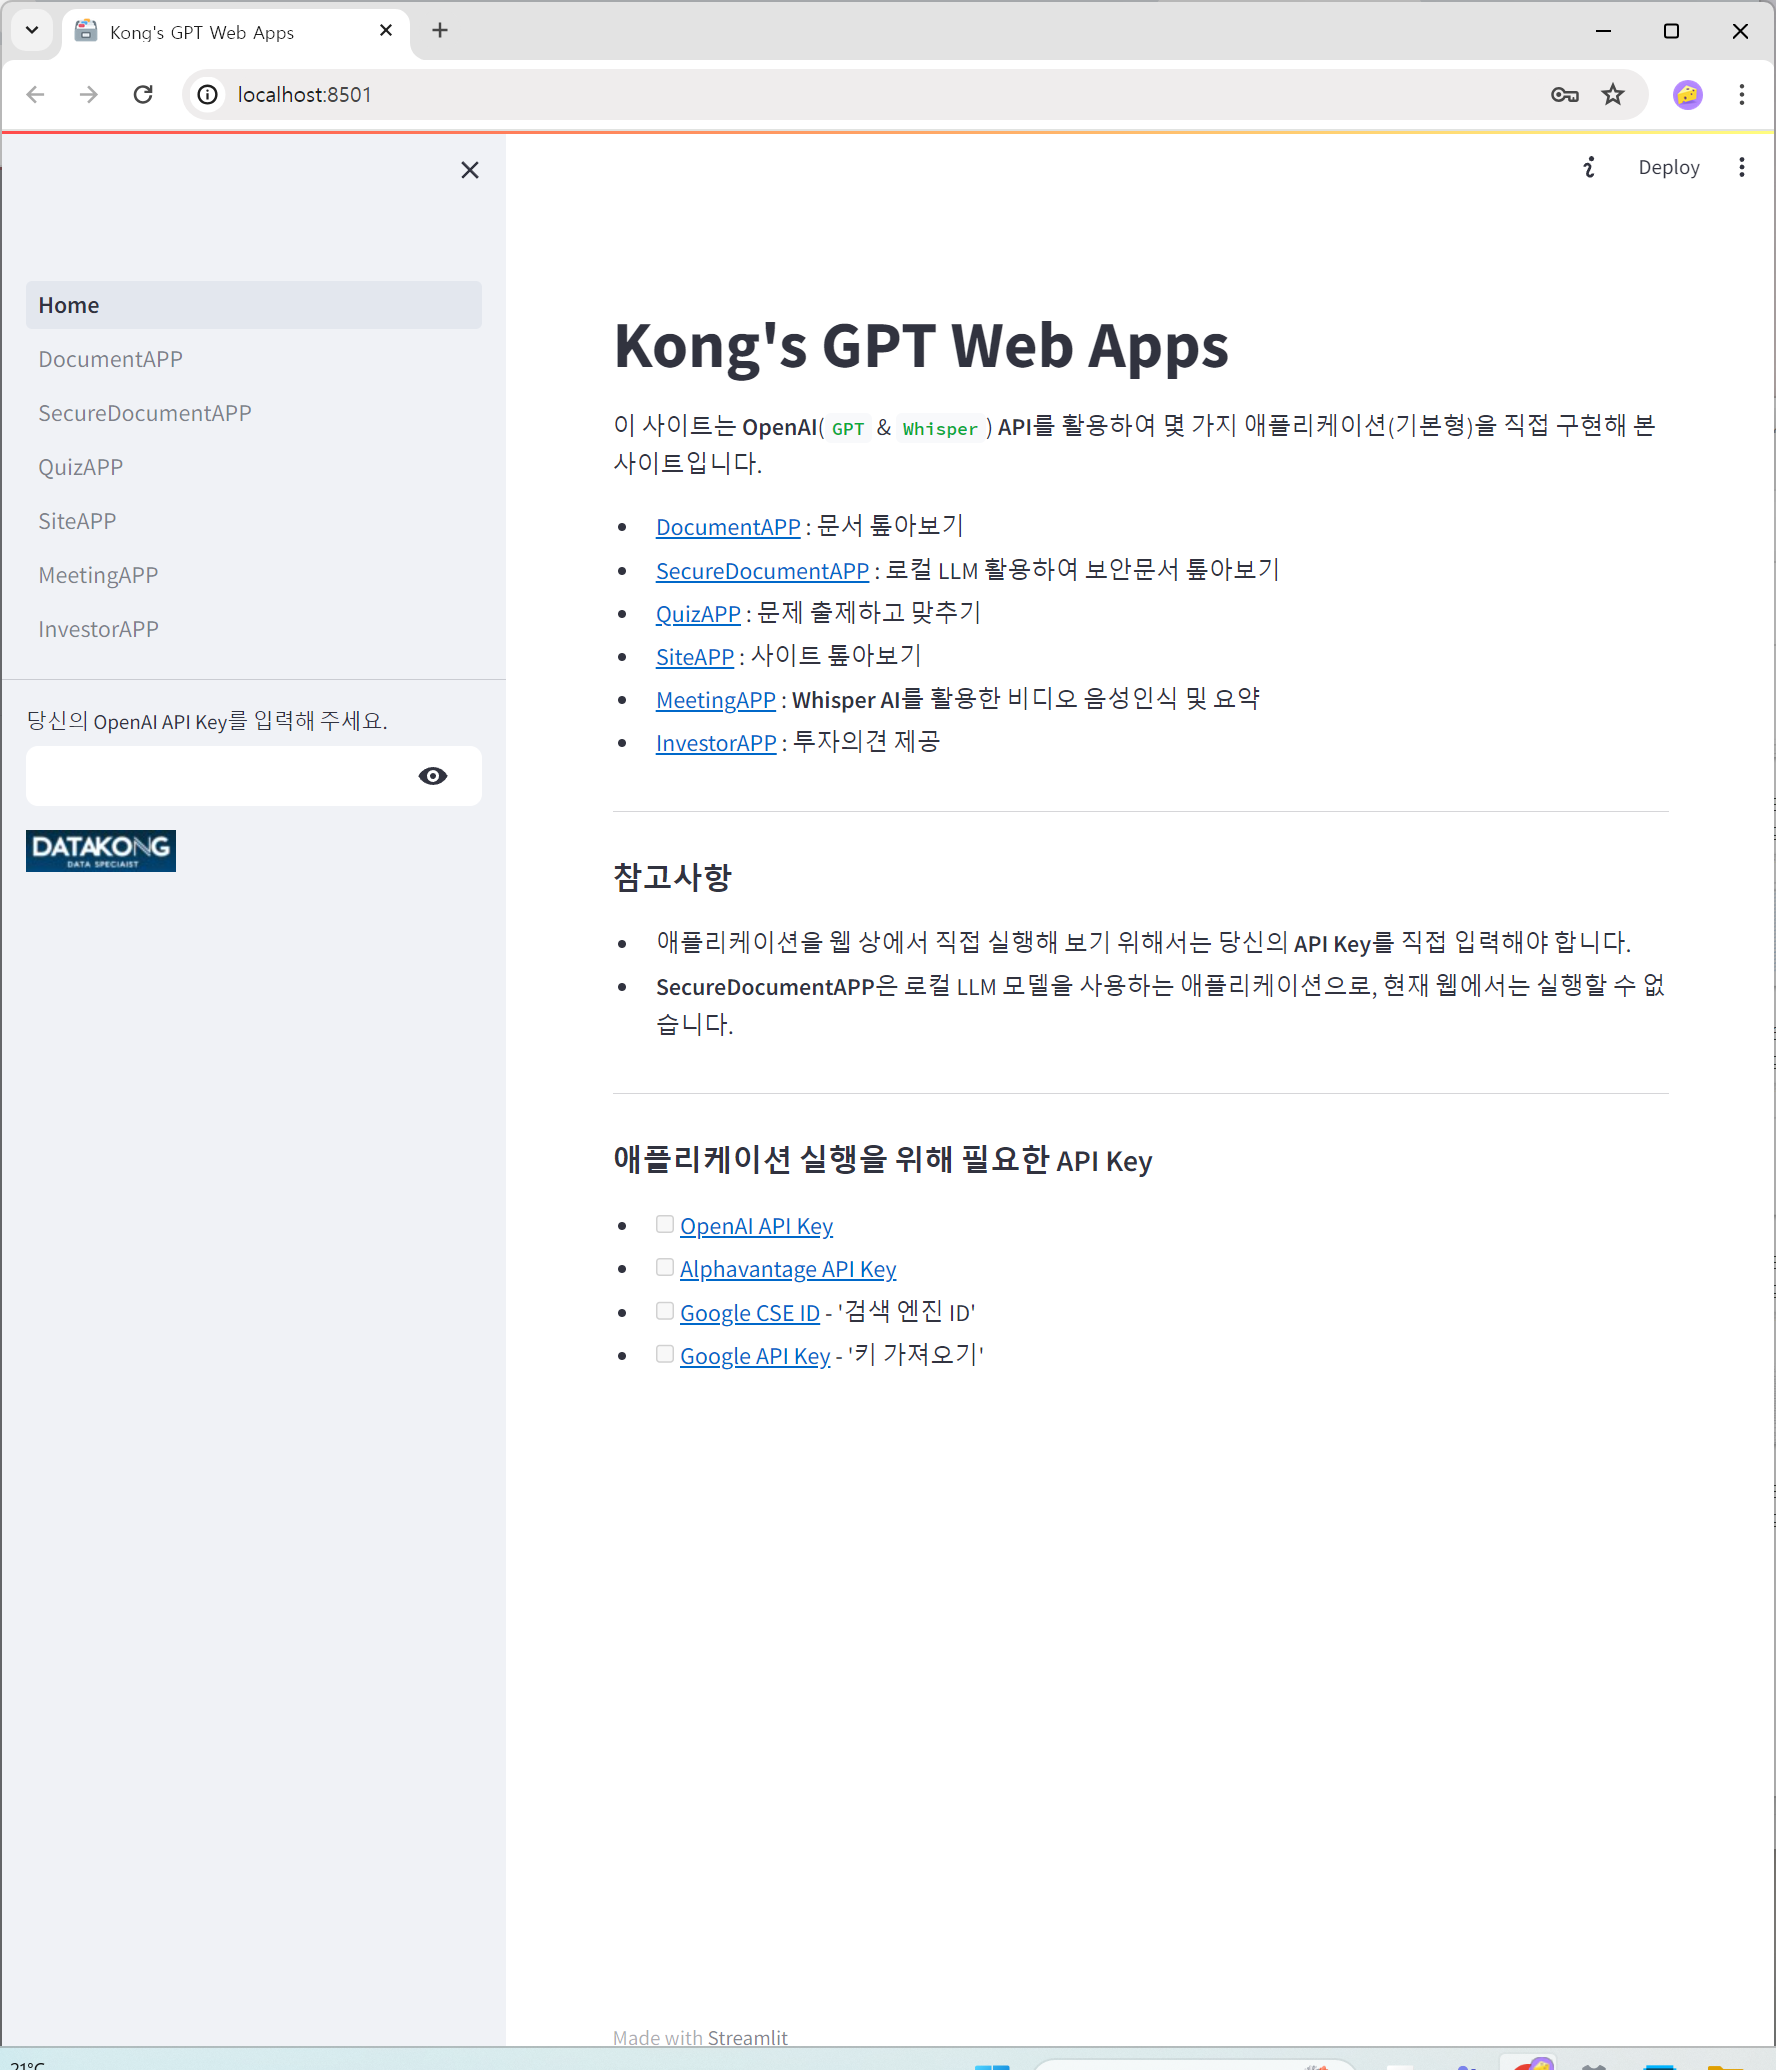 Kong's GPT Web Apps
localhost:8501
Deploy
Home
DocumentAPP
SecureDocumentAPP
QuizAPP
SiteAPP
MeetingAPP
InvestorAPP
당신의 OpenAI API Key를 입력해 주세요.
DATAKONG
DATA SPECIAIST
Kong's GPT Web Apps
이 사이트는 OpenAI( GPT & Whisper ) API를 활용하여 몇 가지 애플리케이션(기본형)을 직접 구현해 본
사이트입니다.
• DocumentAPP : 문서 톺아보기
• SecureDocumentAPP : 로컬 LLM 활용하여 보안문서 톺아보기
• QuizAPP : 문제 출제하고 맞추기
• SiteAPP : 사이트 톺아보기
• MeetingAPP : Whisper AI를 활용한 비디오 음성인식 및 요약
• InvestorAPP : 투자의견 제공
참고사항
• 애플리케이션을 웹 상에서 직접 실행해 보기 위해서는 당신의 API Key를 직접 입력해야 합니다.
• SecureDocumentAPP은 로컬 LLM 모델을 사용하는 애플리케이션으로, 현재 웹에서는 실행할 수 없
습니다.
애플리케이션 실행을 위해 필요한 API Key
• OpenAI API Key
• Alphavantage API Key
• Google CSE ID - '검색 엔진 ID'
• Google API Key - '키 가져오기'
Made with Streamlit
21°C